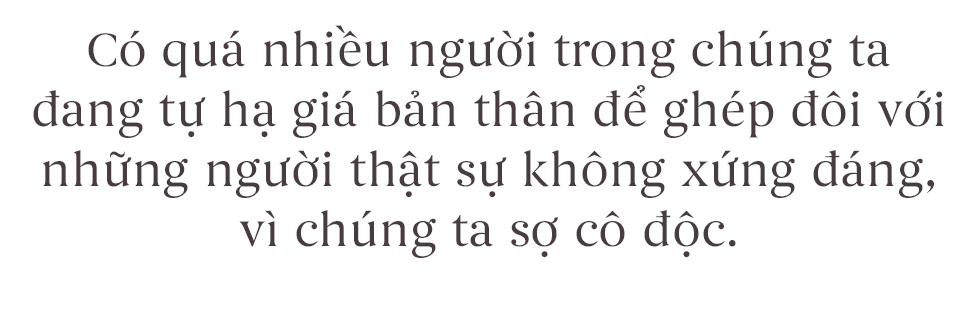 Có quá nhiều người trong chúng ta
đang tự hạ giá bản thân để ghép đôi với
những người thật sự không xứng đáng,
vì chúng ta sợ cô độc.